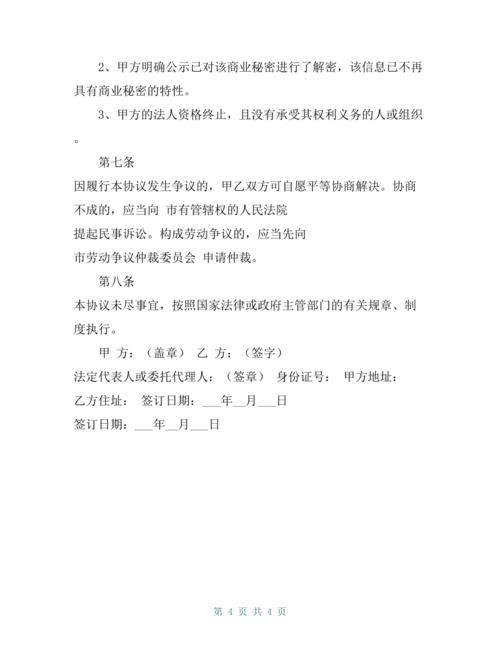 2、甲方明确公示已对该商业秘密进行了解密，该信息已不再
具有商业秘密的特性。
3、甲方的法人资格终止，且没有承受其权利义务的人或组织
。
第七条
因履行本协议发生争议的，甲乙双方可自愿平等协商解决。协商
不成的，应当向 市有管辖权的人民法院
提起民事诉讼。构成劳动争议的，应当先向
市劳动争议仲裁委员会 申请仲裁。
第八条
本协议未尽事宜，按照国家法律或政府主管部门的有关规章、制
度执行。
甲 方：（盖章） 乙 方：（签字）
法定代表人或委托代理人：（签章） 身份证号： 甲方地址：
乙方住址： 签订日期：___年__月___日
签订日期：___年__月___日
第 4 页 共 4 页